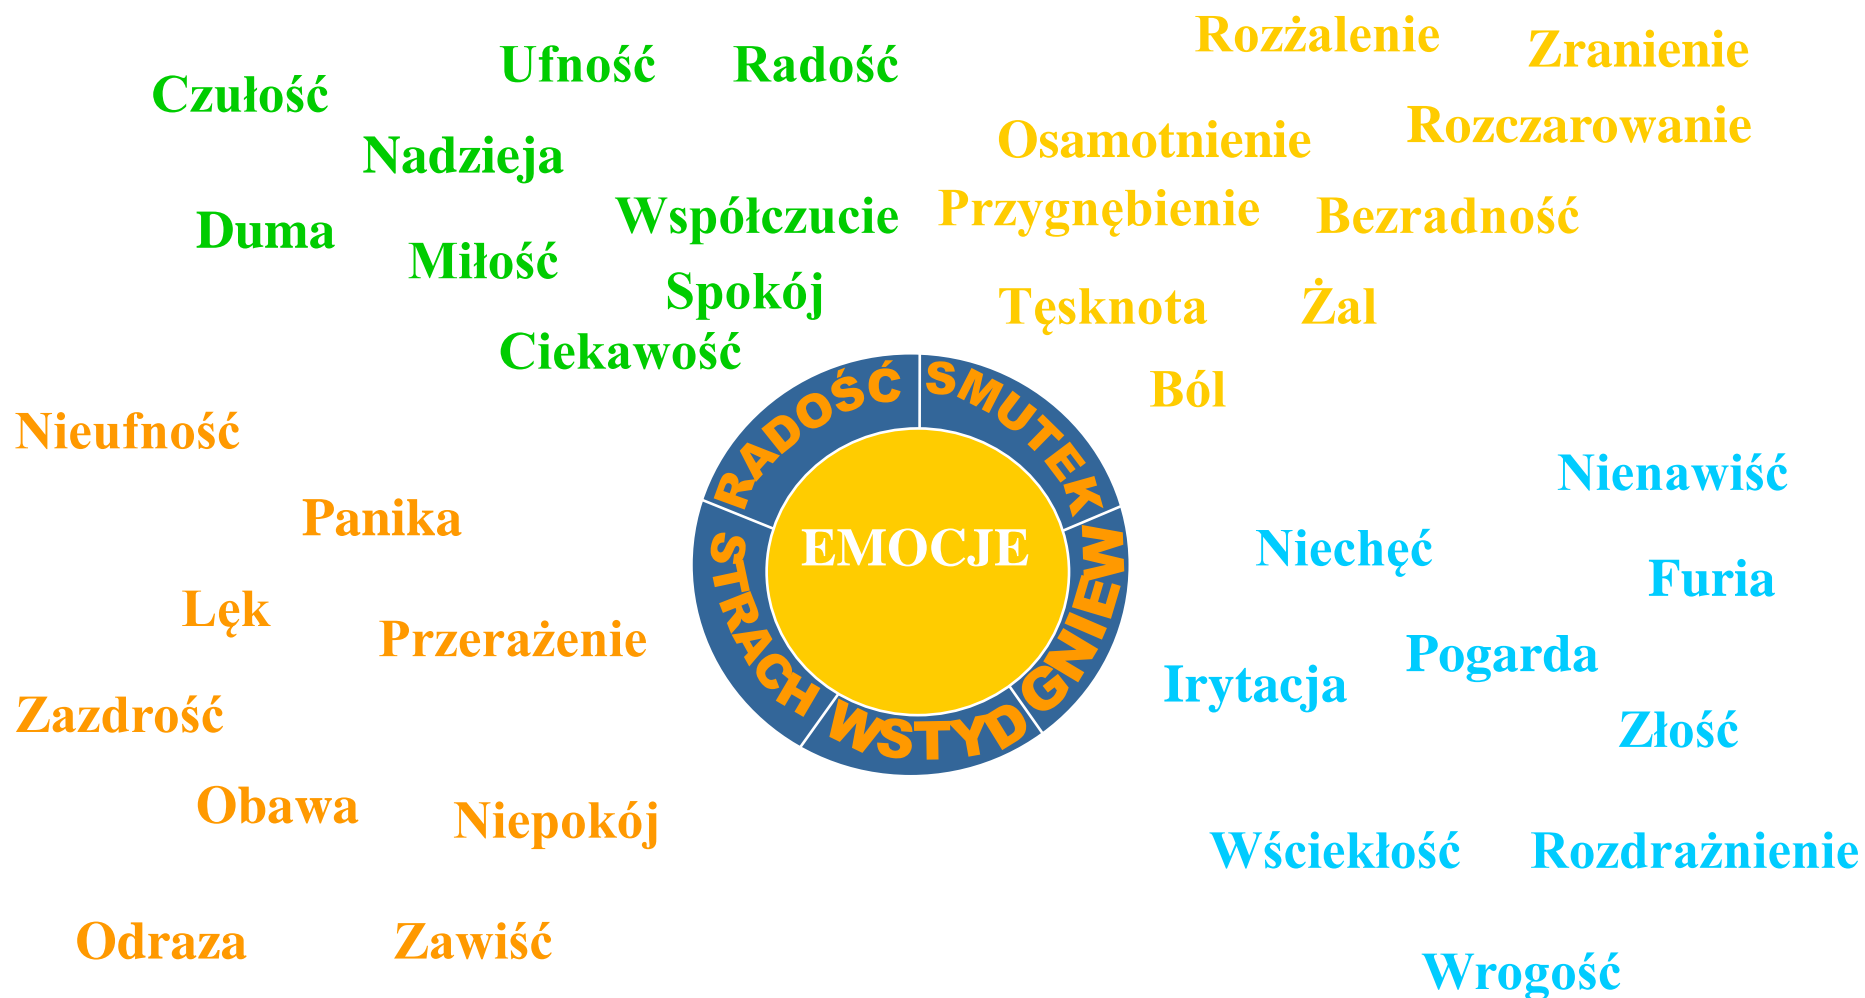 Czułość
Ufność
Radość
Nadzieja
Duma
Miłość
Współczucie
Spokój
Ciekawość
Rozżalenie
Zranienie
Osamotnienie
Rozczarowanie
Przygnębienie
Bezradność
Tęsknota
Żal
Ból
RADOŚĆ
SMUTEK
GNIEW
WSTYD
STRACH
EMOCJE
Nieufność
Panika
Lęk
Przerażenie
Zazdrość
Obawa
Niepokój
Odraza
Zawiść
Nienawiść
Niechęć
Furia
Pogarda
Irytacja
Złość
Wściekłość
Rozdrażnienie
Wrogość